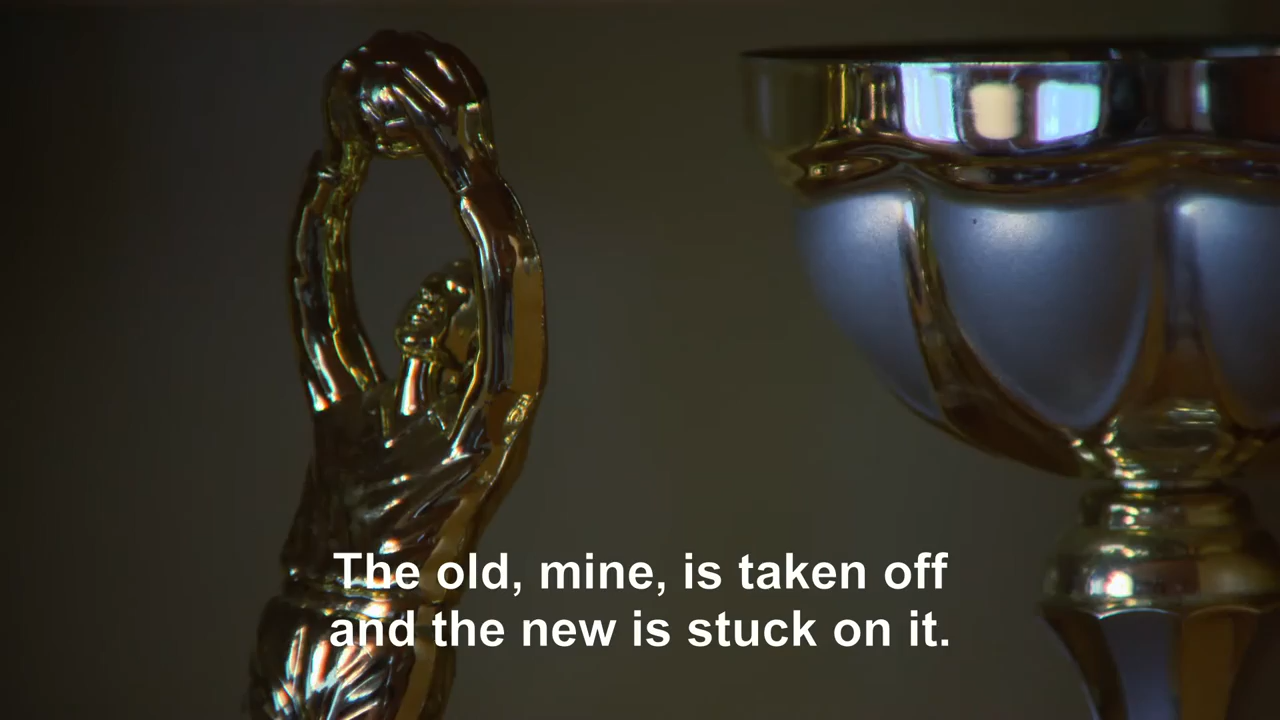 The old, mine, is taken off
and the new is stuck on it.